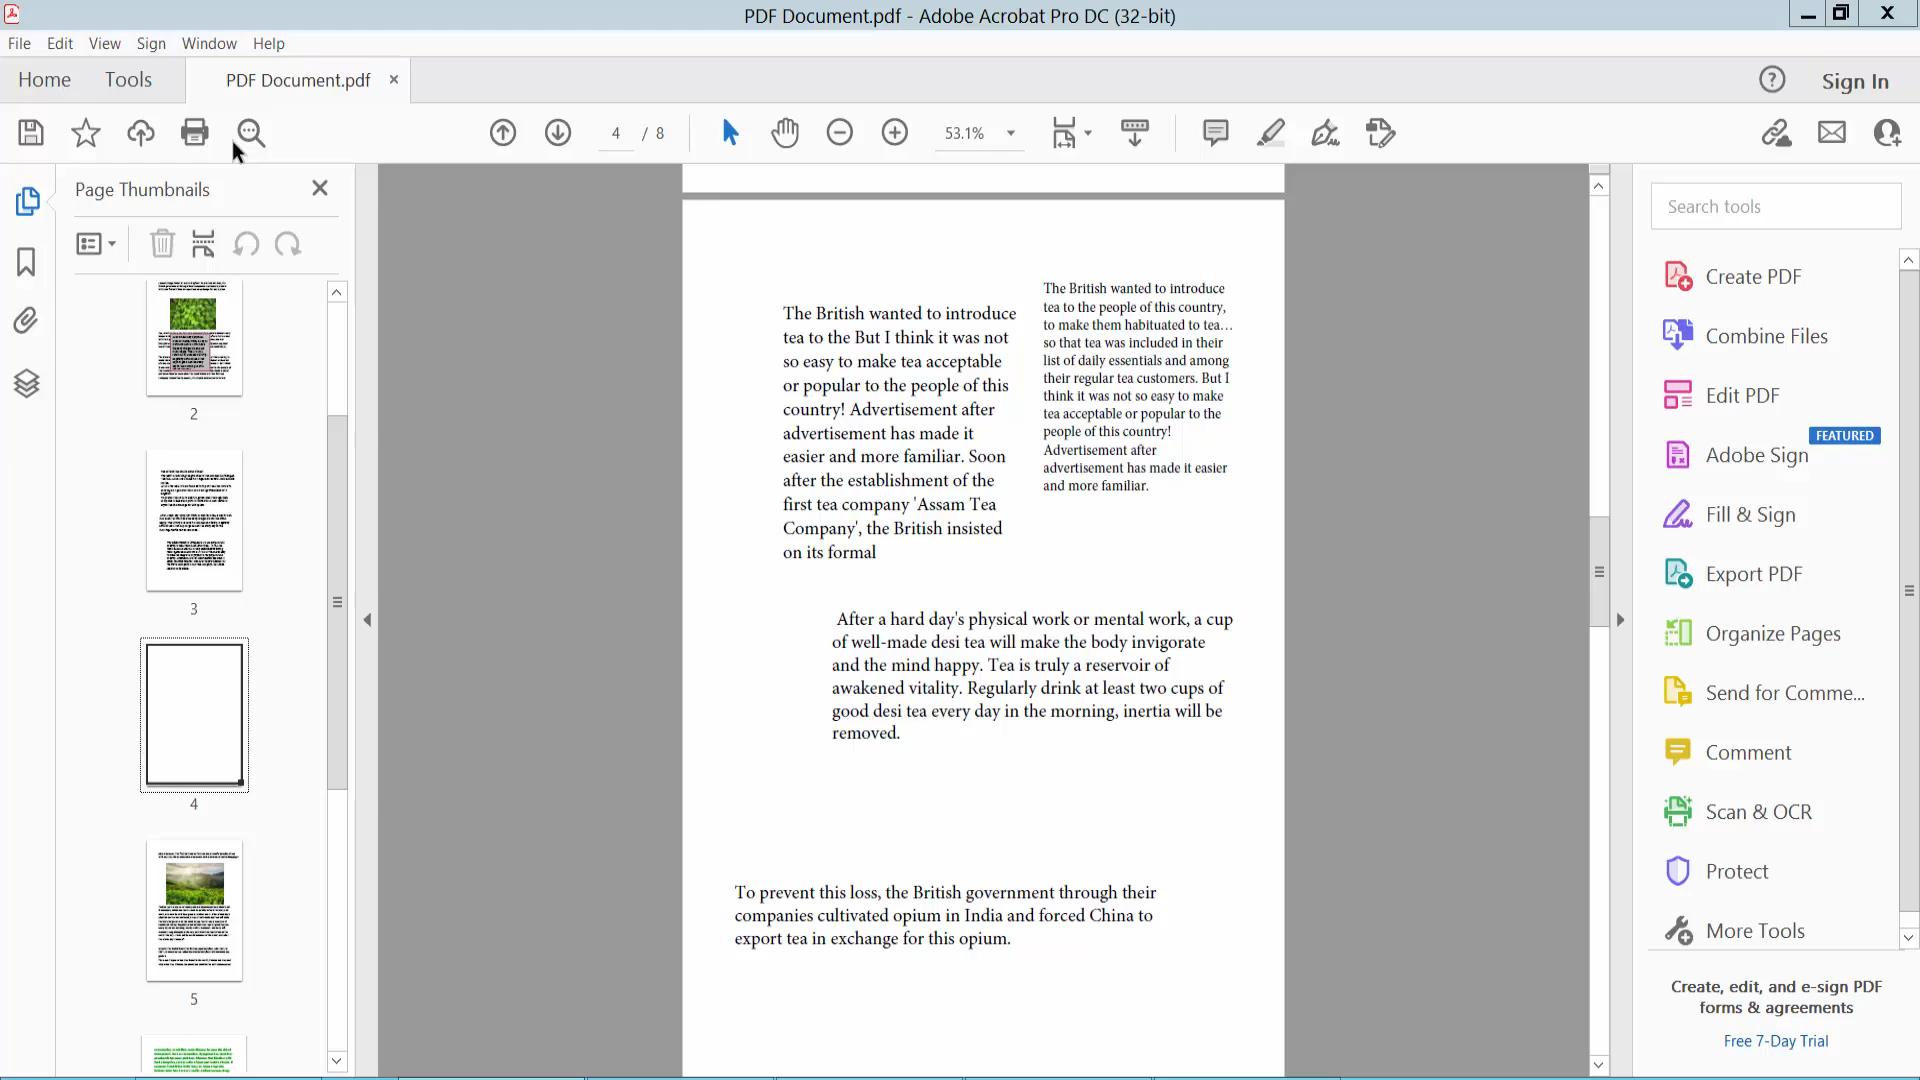 PDF Document.pdf - Adobe Acrobat Pro DC (32-bit)
File Edit View Sign Window Help
Home Tools PDF Document.pdf × Sign In
4 / 8 53.1%
Page Thumbnails
2
3
4
5
The British wanted to introduce
tea to the But I think it was not
so easy to make tea acceptable
or popular to the people of this
country! Advertisement after
advertisement has made it
easier and more familiar. Soon
after the establishment of the
first tea company 'Assam Tea
Company', the British insisted
on its formal
The British wanted to introduce
tea to the people of this country,
to make them habituated to tea…
so that tea was included in their
list of daily essentials and among
their regular tea customers. But I
think it was not so easy to make
tea acceptable or popular to the
people of this country!
Advertisement after
advertisement has made it easier
and more familiar.
After a hard day's physical work or mental work, a cup
of well-made desi tea will make the body invigorate
and the mind happy. Tea is truly a reservoir of
awakened vitality. Regularly drink at least two cups of
good desi tea every day in the morning, inertia will be
removed.
To prevent this loss, the British government through their
companies cultivated opium in India and forced China to
export tea in exchange for this opium.
Search tools
Create PDF
Combine Files
Edit PDF
FEATURED
Adobe Sign
Fill & Sign
Export PDF
Organize Pages
Send for Comme...
Comment
Scan & OCR
Protect
More Tools
Create, edit, and e-sign PDF
forms & agreements
Free 7-Day Trial